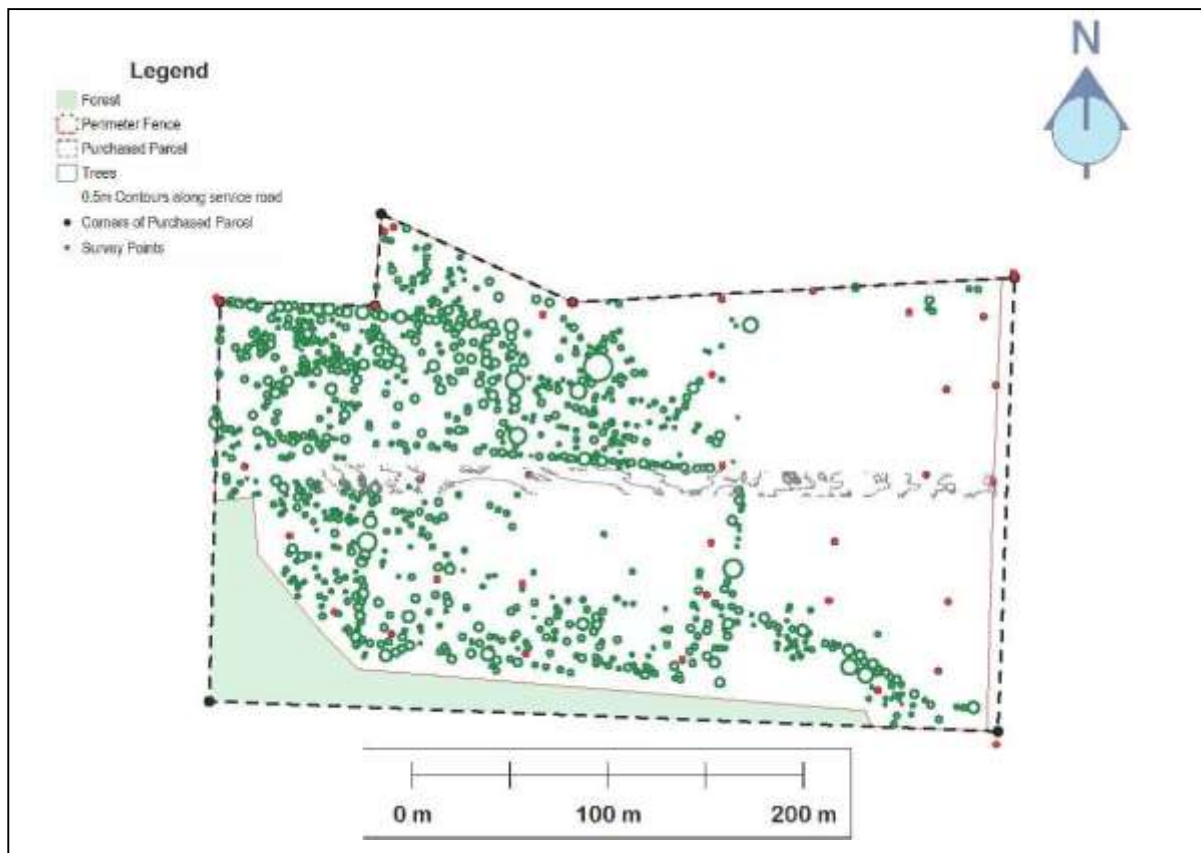 N
Legend
Forest
Perimeter Fence
Purchased Parcel
Trees
0.5m Contours along service road
Corners of Purchased Parcel
Survey Points
0 m 100 m 200 m